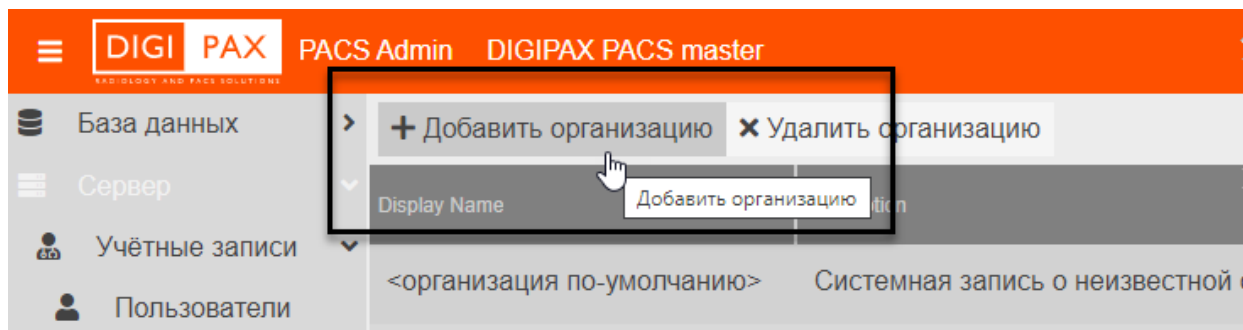 DIGI PAX PACS Admin DIGIPAX PACS master
RADIOLOGY AND PACS SOLUTIONS
База данных
Добавить организацию Удалить организацию
Сервер
Display Name
Добавить организацию
tion
Учётные записи
<организация по-умолчанию> Системная запись о неизвестной
Пользователи